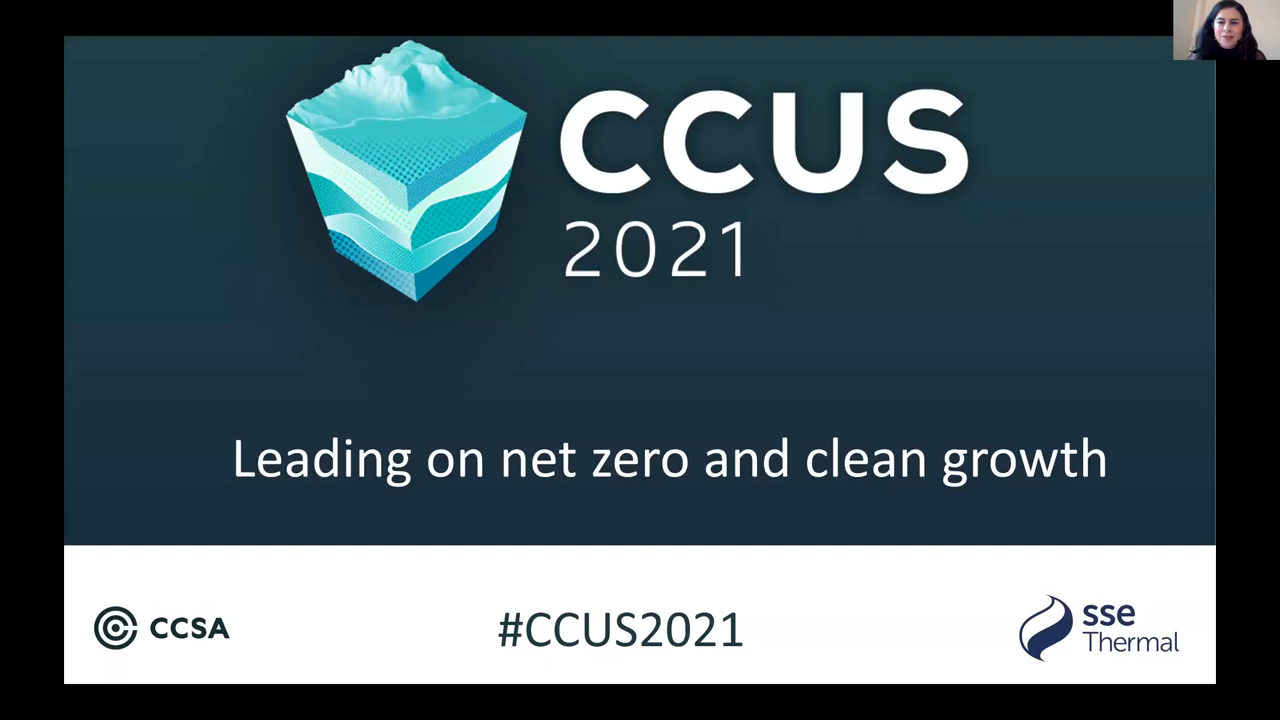 CCUS
2021
Leading on net zero and clean growth
CCSA
#CCUS2021
sse
Thermal